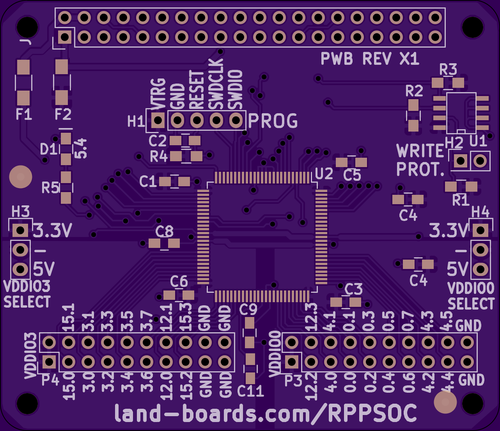 J
PWB REV X1
F1
F2
R3
R2
VTRG
GND
RESET
SWDCLK
SWDIO
H1
PROG
H2
U1
C2
R4
D1
5.4
WRITE
PROT.
C1
U2
C5
R5
R1
C4
H3
H4
3.3V
3.3V
C8
–
–
5V
5V
C4
VDDIO3
SELECT
VDDIO0
SELECT
C6
C3
C9
15.1
3.1
3.3
3.5
3.7
12.1
15.3
GND
GND
12.3
4.1
0.1
0.3
0.5
0.7
4.3
4.5
GND
VDDIO3
VDDIO0
P4
15.0
3.0
3.2
3.4
3.6
12.0
15.2
GND
GND
C11
P3
12.2
4.0
0.0
0.2
0.4
0.6
4.2
4.4
GND
land-boards.com/RPPSOC